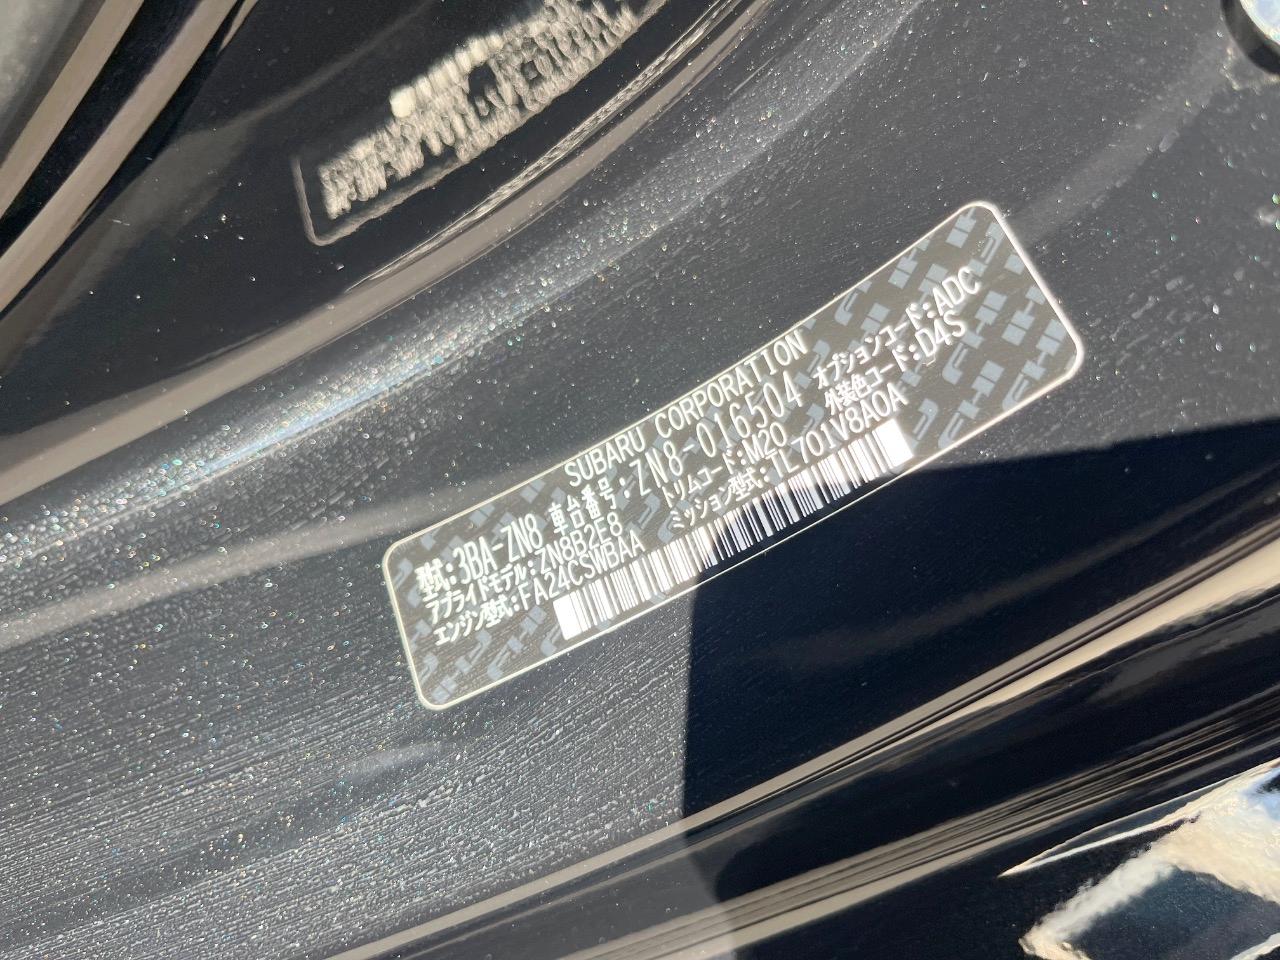 SUBARU CORPORATION
型式:3BA-ZN8 車台番号:ZN8-016504 オプションコード:ADC
アプライドモデル:ZN8B2E8 トリムコード:M20 外装色コード:D4S
エンジン型式:FA24CSWBAA ミッション型式:TL701V8A0A